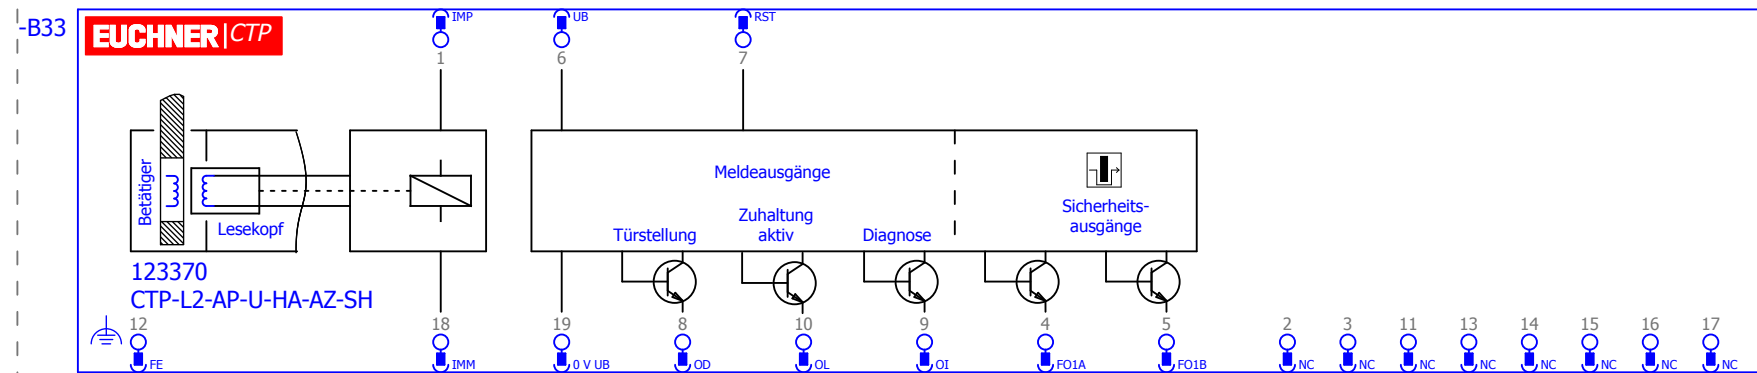 IMP UB RST
-B33
EUCHNER CTP
1 6 7
Betätiger
Lesekopf
Meldeausgänge
Türstellung
Zuhaltung
aktiv
Diagnose
Sicherheits-
ausgänge
123370
CTP-L2-AP-U-HA-AZ-SH
12 18 19 8 10 9 4 5 2 3 11 13 14 15 16 17
FE IMM 0 V UB OD OL OI FO1A FO1B NC NC NC NC NC NC NC NC